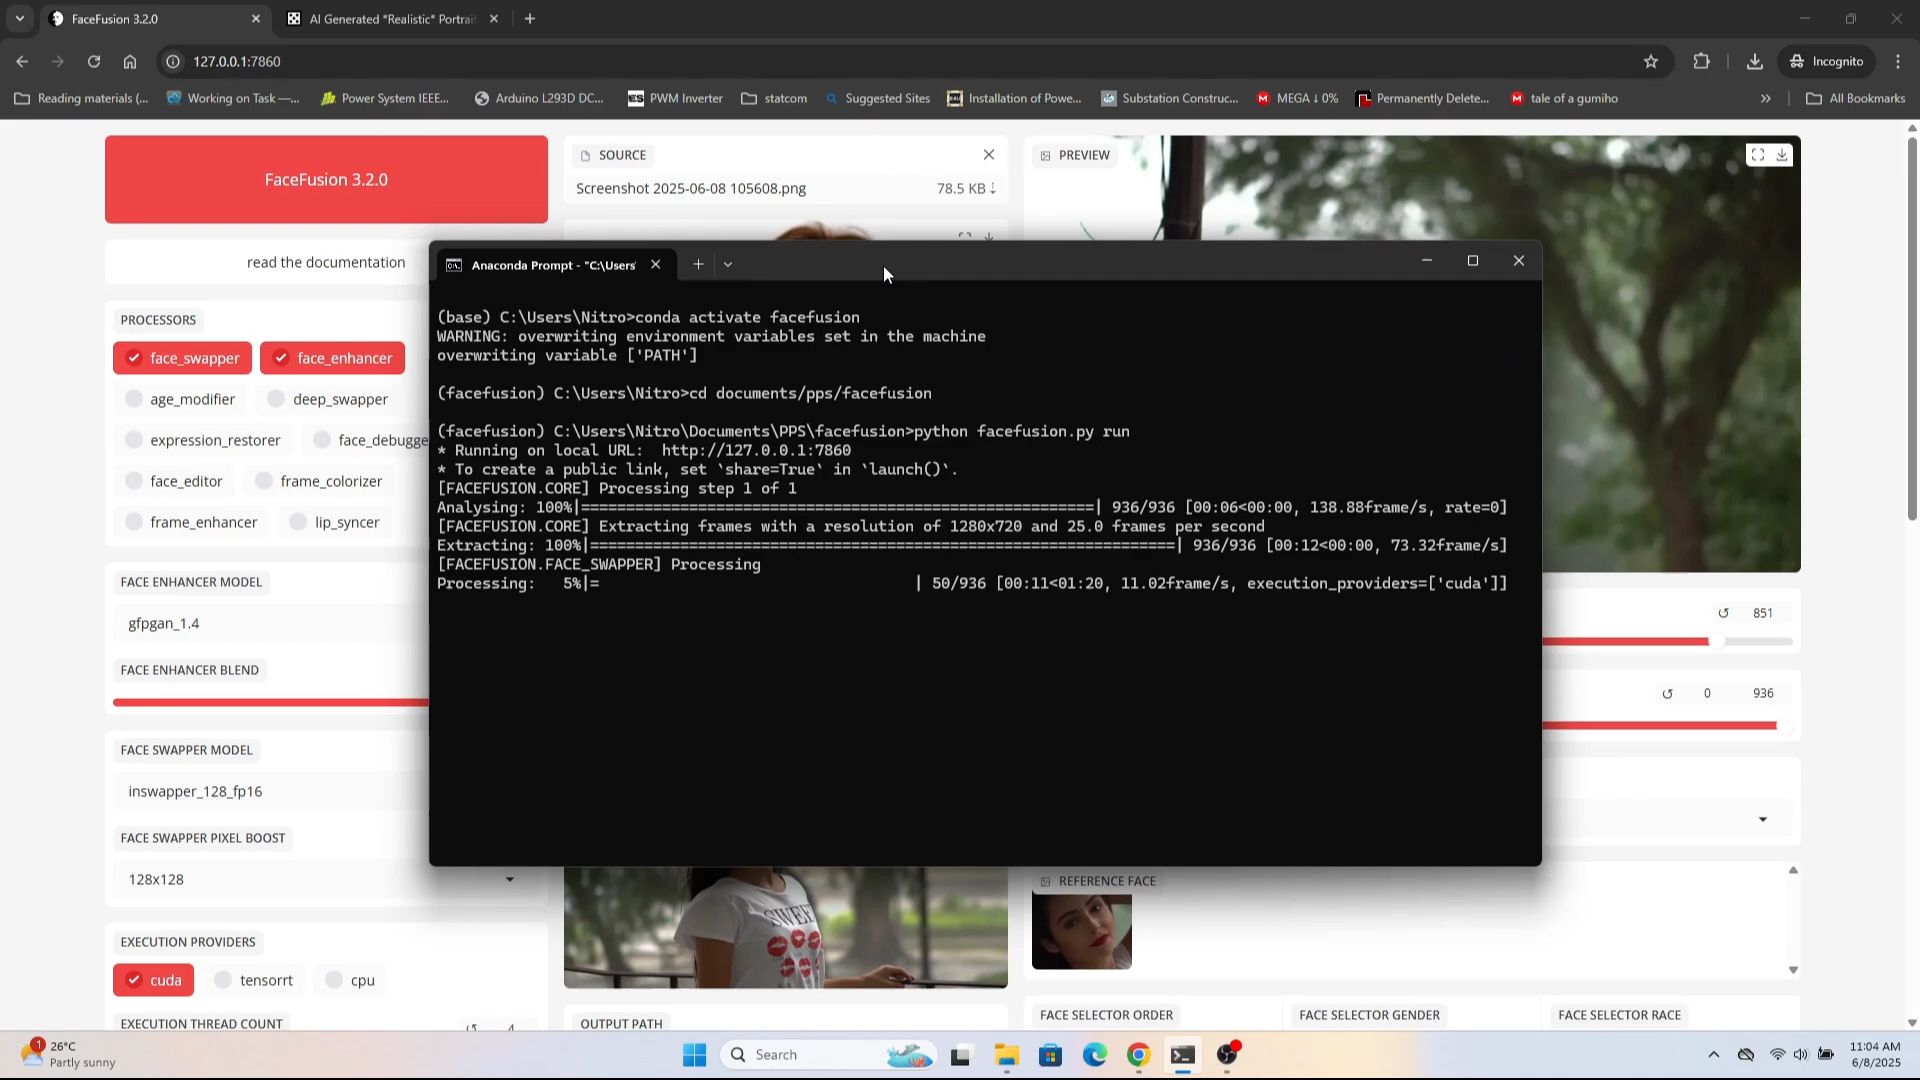 FaceFusion 3.2.0
AI Generated *Realistic* Portrai
127.0.0.1:7860
Incognito
Reading materials (...
Working on Task —...
Power System IEEE...
Arduino L293D DC...
PWM Inverter
statcom
Suggested Sites
Installation of Powe...
Substation Construc...
MEGA ↓ 0%
Permanently Delete...
tale of a gumiho
»
All Bookmarks
FaceFusion 3.2.0
read the documentation
PROCESSORS
face_swapper
face_enhancer
age_modifier
deep_swapper
expression_restorer
face_debugge
face_editor
frame_colorizer
frame_enhancer
lip_syncer
FACE ENHANCER MODEL
gfpgan_1.4
FACE ENHANCER BLEND
FACE SWAPPER MODEL
inswapper_128_fp16
FACE SWAPPER PIXEL BOOST
128x128
EXECUTION PROVIDERS
cuda
tensorrt
cpu
EXECUTION THREAD COUNT
4
SOURCE
Screenshot 2025-06-08 105608.png
78.5 KB ↓
PREVIEW
Anaconda Prompt - "C:\Users'
(base) C:\Users\Nitro>conda activate facefusion
WARNING: overwriting environment variables set in the machine
overwriting variable ['PATH']
(facefusion) C:\Users\Nitro>cd documents/pps/facefusion
(facefusion) C:\Users\Nitro\Documents\PPS\facefusion>python facefusion.py run
* Running on local URL:  http://127.0.0.1:7860
* To create a public link, set `share=True` in `launch()`.
[FACEFUSION.CORE] Processing step 1 of 1
Analysing: 100%|=========================================================| 936/936 [00:06<00:00, 138.88frame/s, rate=0]
[FACEFUSION.CORE] Extracting frames with a resolution of 1280x720 and 25.0 frames per second
Extracting: 100%|=================================================================| 936/936 [00:12<00:00, 73.32frame/s]
[FACEFUSION.FACE_SWAPPER] Processing
Processing:   5%|=                                   | 50/936 [00:11<01:20, 11.02frame/s, execution_providers=['cuda']]
851
0
936
SWEET
OUTPUT PATH
REFERENCE FACE
FACE SELECTOR ORDER
FACE SELECTOR GENDER
FACE SELECTOR RACE
1
26°C
Partly sunny
Search
11:04 AM
6/8/2025